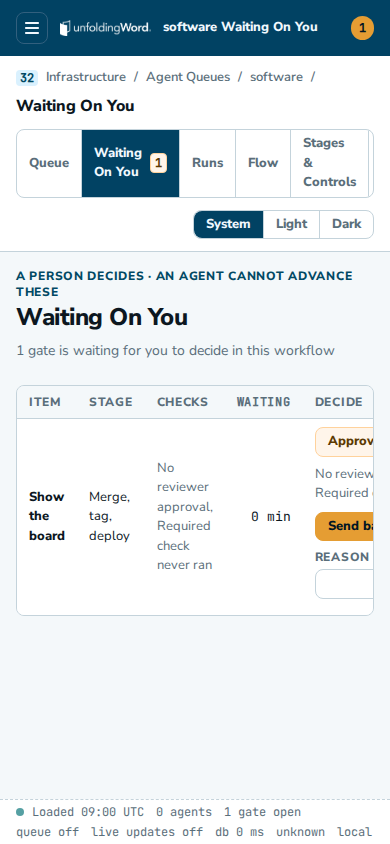 unfoldingWord. software Waiting On You 1
32 Infrastructure / Agent Queues / software /
Waiting On You
Queue
Waiting
On You
1
Runs
Flow
Stages
&
Controls
System Light Dark
A PERSON DECIDES · AN AGENT CANNOT ADVANCE
THESE
Waiting On You
1 gate is waiting for you to decide in this workflow
ITEM STAGE CHECKS WAITING DECIDE
Show
the
board
Merge,
tag,
deploy
No
reviewer
approval,
Required
check
never ran
0 min
Approv
No review
Required
Send ba
REASON
Loaded 09:00 UTC 0 agents 1 gate open
queue off live updates off db 0 ms unknown local